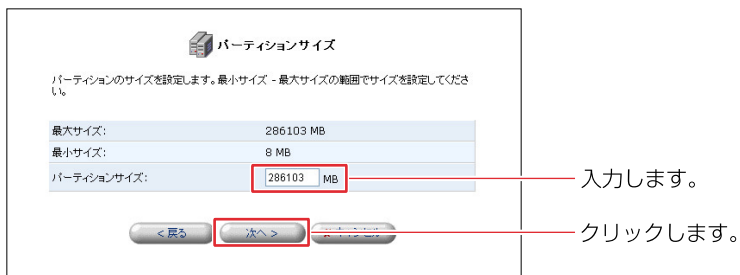 パーティションサイズ
パーティションのサイズを設定します。最小サイズ - 最大サイズの範囲でサイズを設定してくださ
い。
最大サイズ: 286103 MB
最小サイズ: 8 MB
パーティションサイズ: 286103 MB
入力します。
< 戻る 次へ >
クリックします。